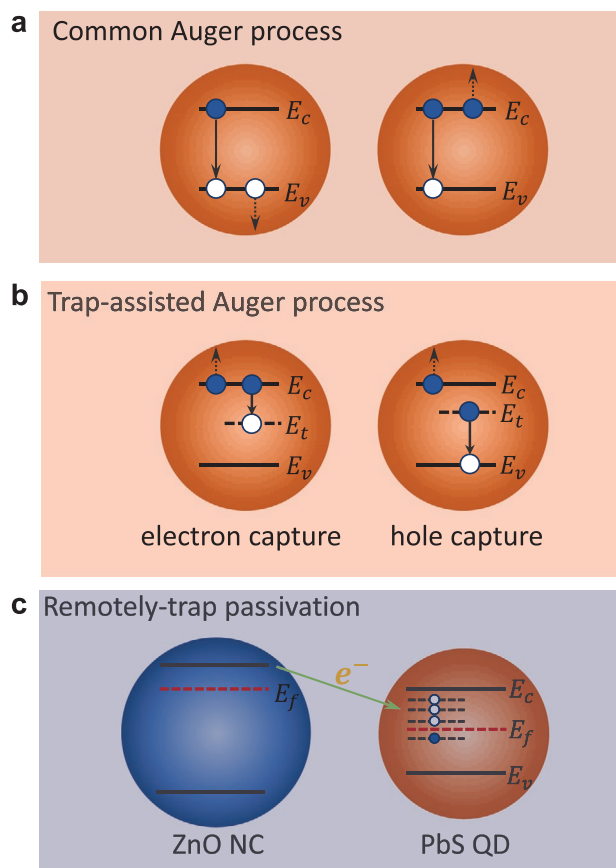 a
Common Auger process
E_c
E_v
E_c
E_v
b
Trap-assisted Auger process
E_c
E_t
E_v
E_c
E_t
E_v
electron capture
hole capture
c
Remotely-trap passivation
e⁻
E_f
E_c
E_f
E_v
ZnO NC
PbS QD